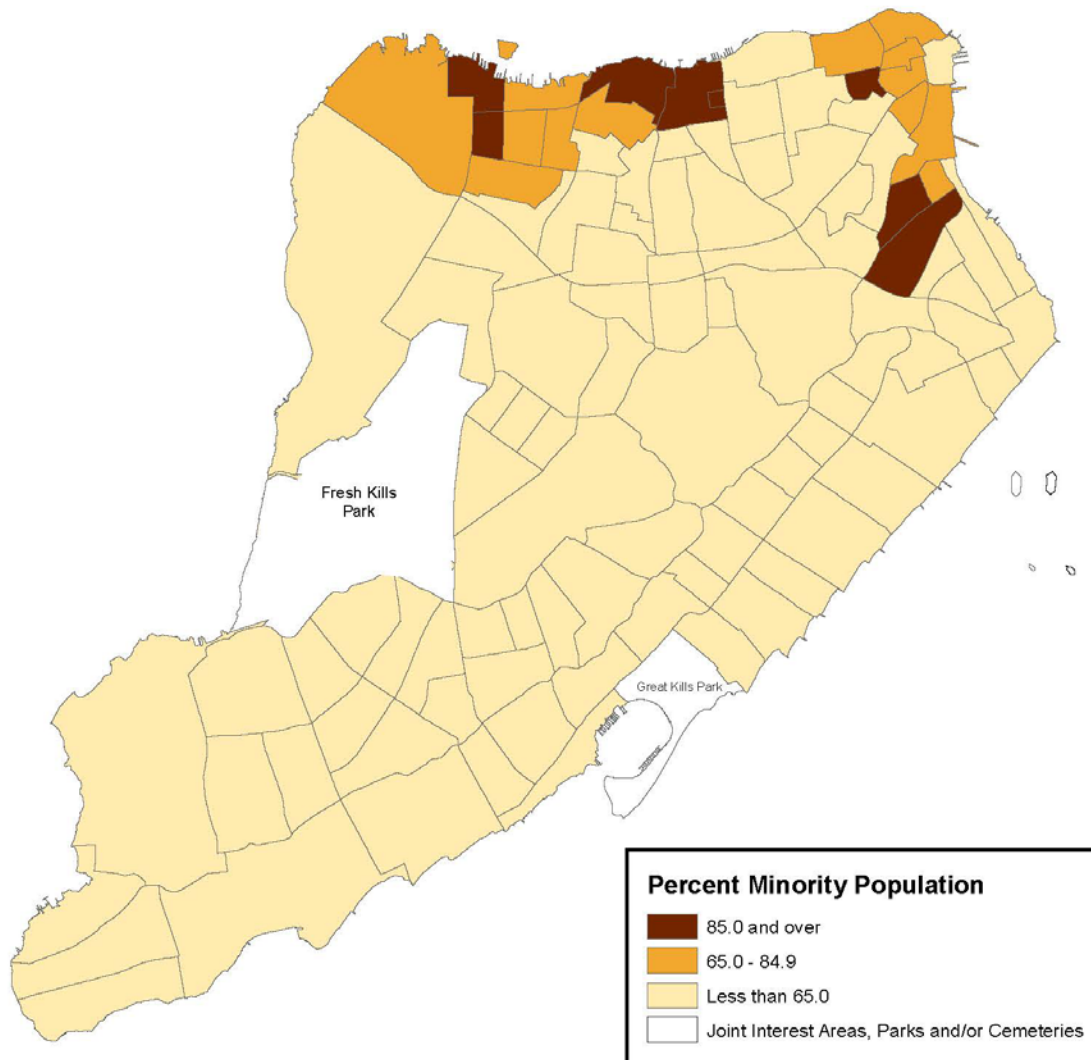 Fresh Kills
Park
Great Kills Park
Percent Minority Population
85.0 and over
65.0 - 84.9
Less than 65.0
Joint Interest Areas, Parks and/or Cemeteries